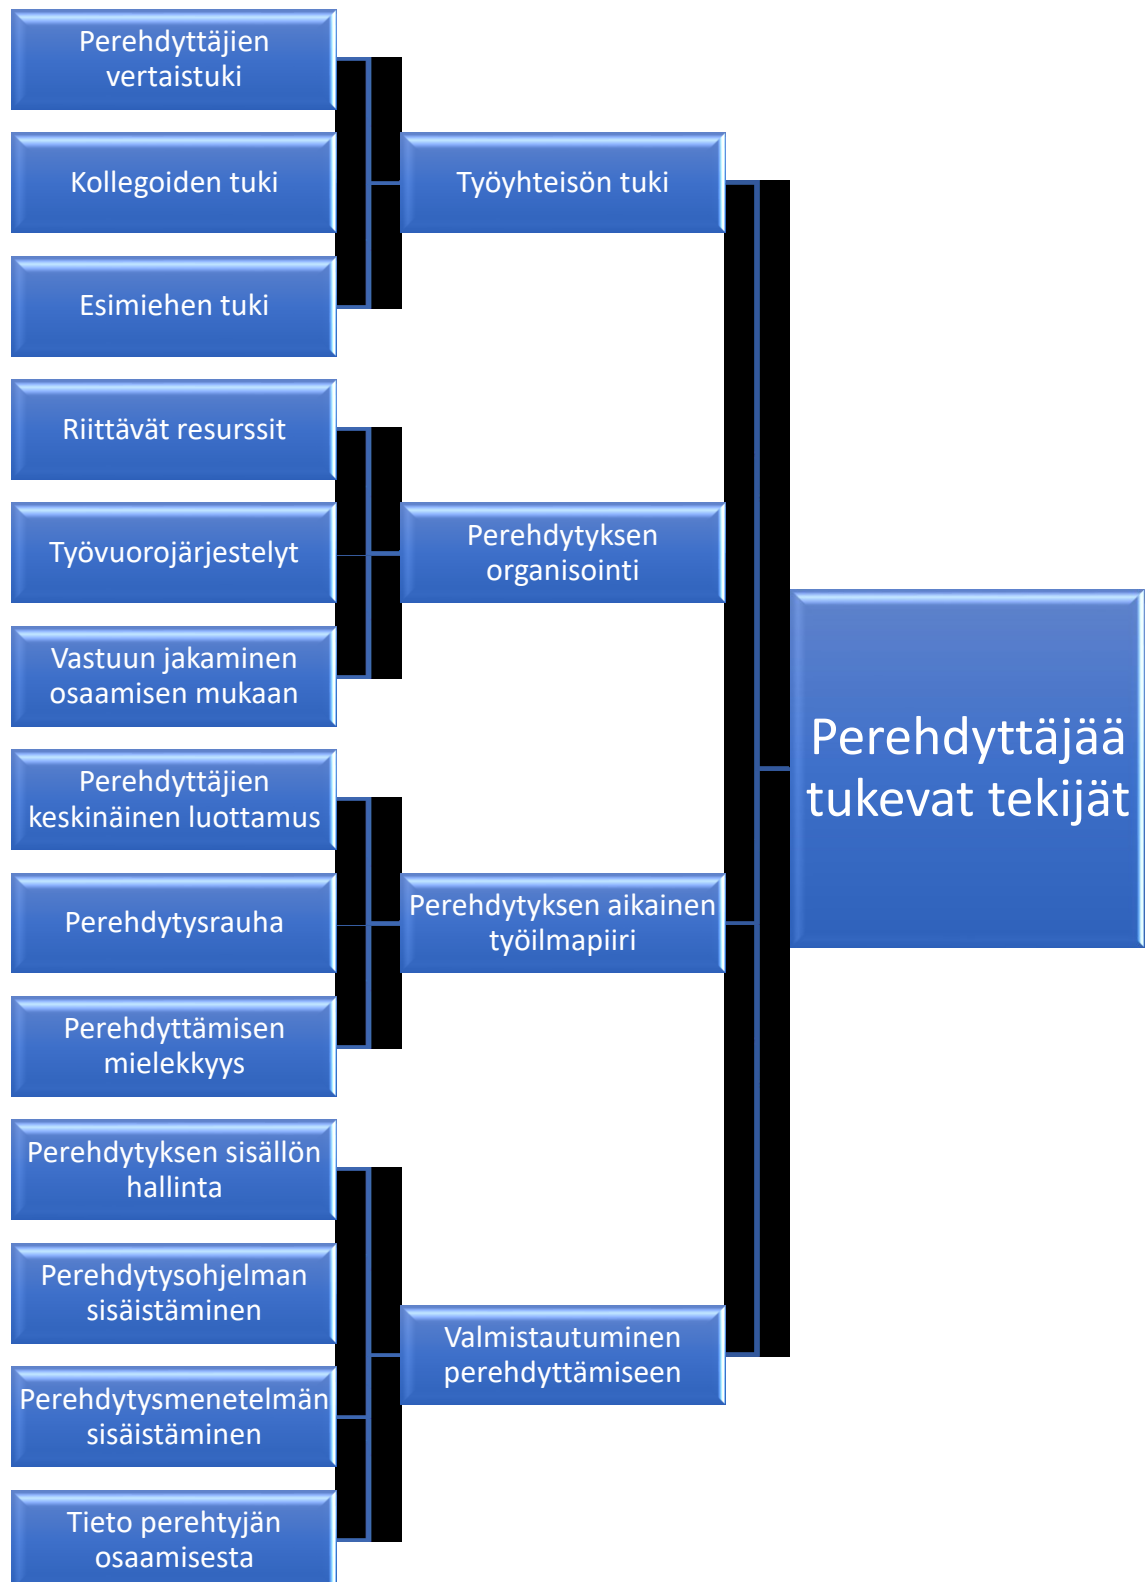 Perehdyttäjien
vertaistuki
Kollegoiden tuki
Esimiehen tuki
Työyhteisön tuki
Riittävät resurssit
Työvuorojärjestelyt
Vastuun jakaminen
osaamisen mukaan
Perehdytyksen
organisointi
Perehdyttäjien
keskinäinen luottamus
Perehdytysrauha
Perehdyttämisen
mielekkyys
Perehdytyksen aikainen
työilmapiiri
Perehdytyksen sisällön
hallinta
Perehdytysohjelman
sisäistäminen
Perehdytysmenetelmän
sisäistäminen
Tieto perehtyjän
osaamisesta
Valmistautuminen
perehdyttämiseen
Perehdyttäjää
tukevat tekijät